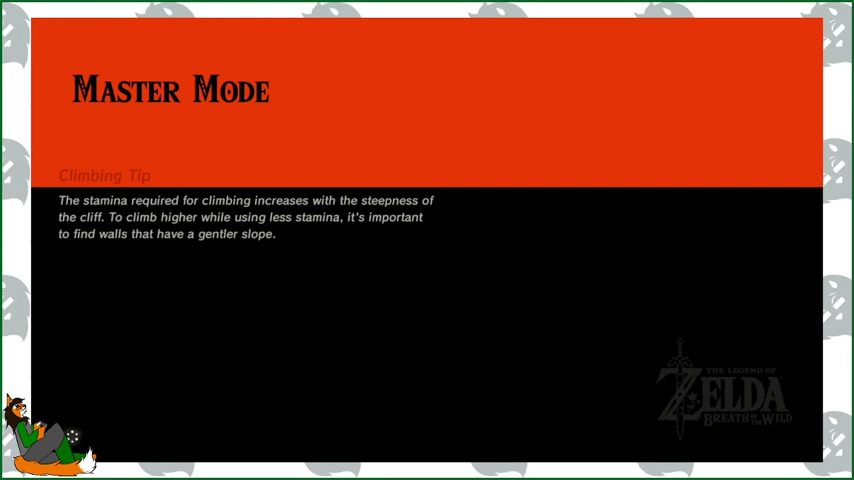 Master Mode
Climbing Tip
The stamina required for climbing increases with the steepness of
the cliff. To climb higher while using less stamina, it's important
to find walls that have a gentler slope.
THE LEGEND OF
ZELDA
BREATH OF THE WILD